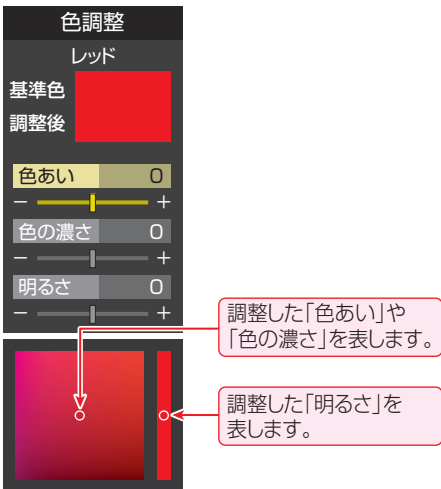 色調整
レッド
基準色
調整後
色あい 0
− +
色の濃さ 0
− +
明るさ 0
− +
調整した「色あい」や
「色の濃さ」を表します。
調整した「明るさ」を
表します。